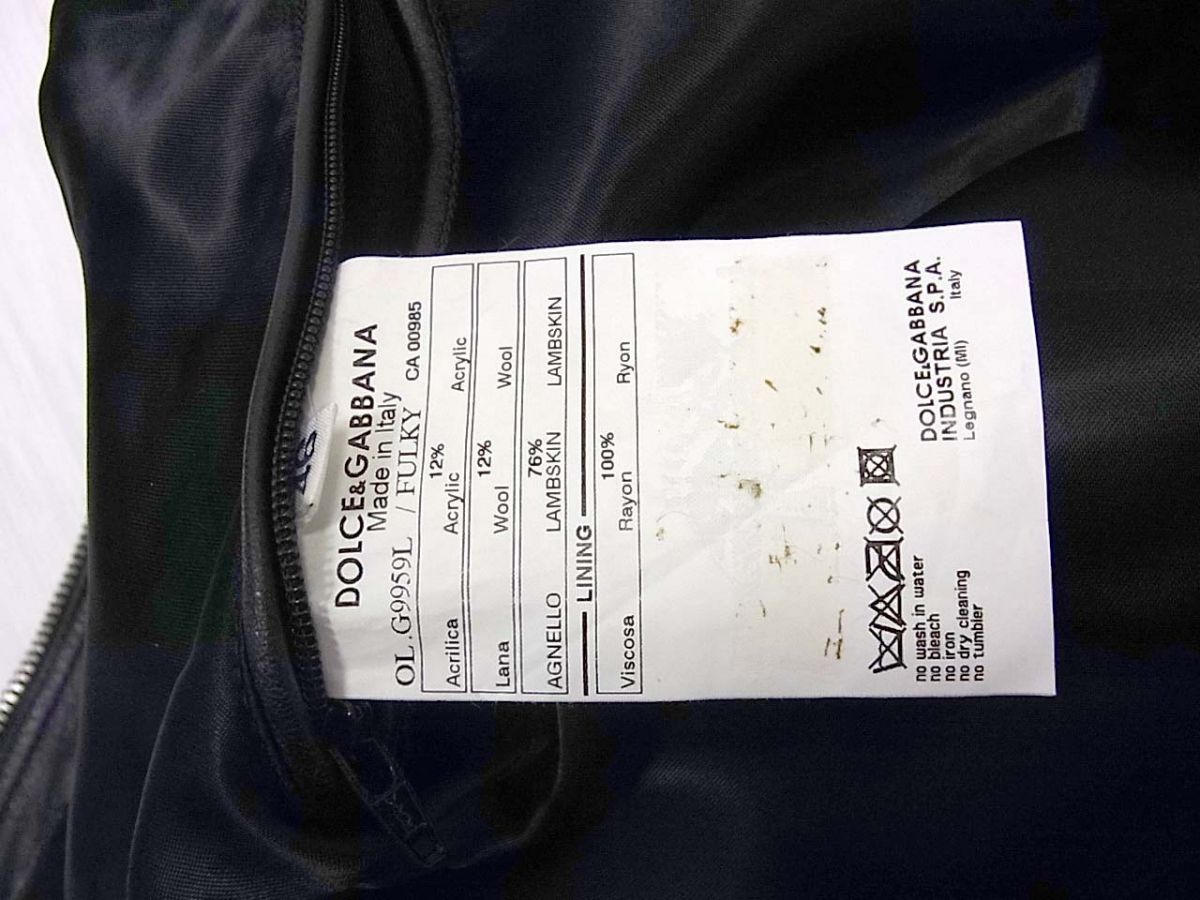 DOLCE&GABBANA
Made in Italy
OL.G9959L / FULKY CA 00985
12%
Acrilica Acrylic Acrylic
12%
Lana Wool Wool
76%
AGNELLO LAMBSKIN LAMBSKIN
LINING
100%
Viscosa Rayon Ryon
no wash in water
no bleach
no iron
no dry cleaning
no tumbler
DOLCE&GABBANA
INDUSTRIA S.P.A.
Legnano (MI) Italy